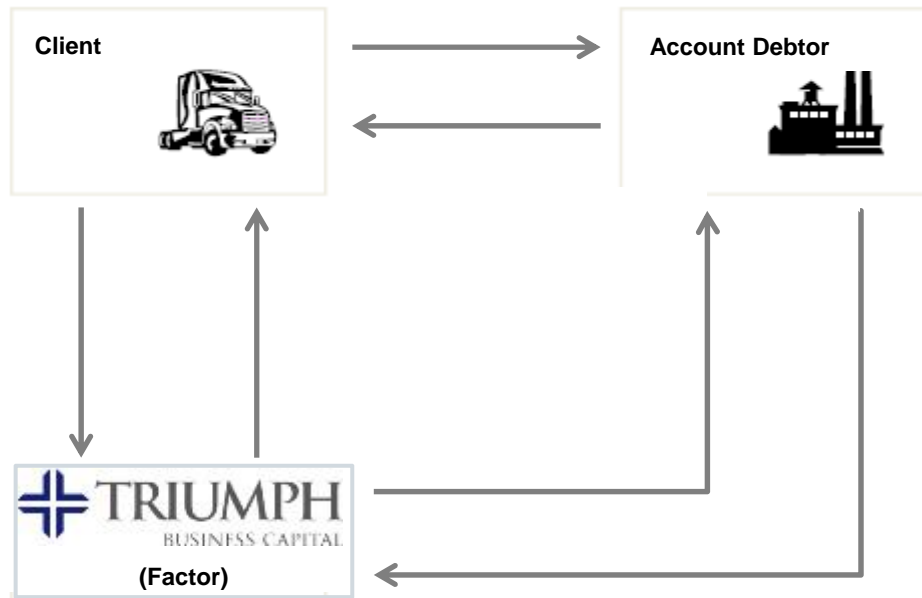 Client
Account Debtor
TRIUMPH
BUSINESS CAPITAL
(Factor)